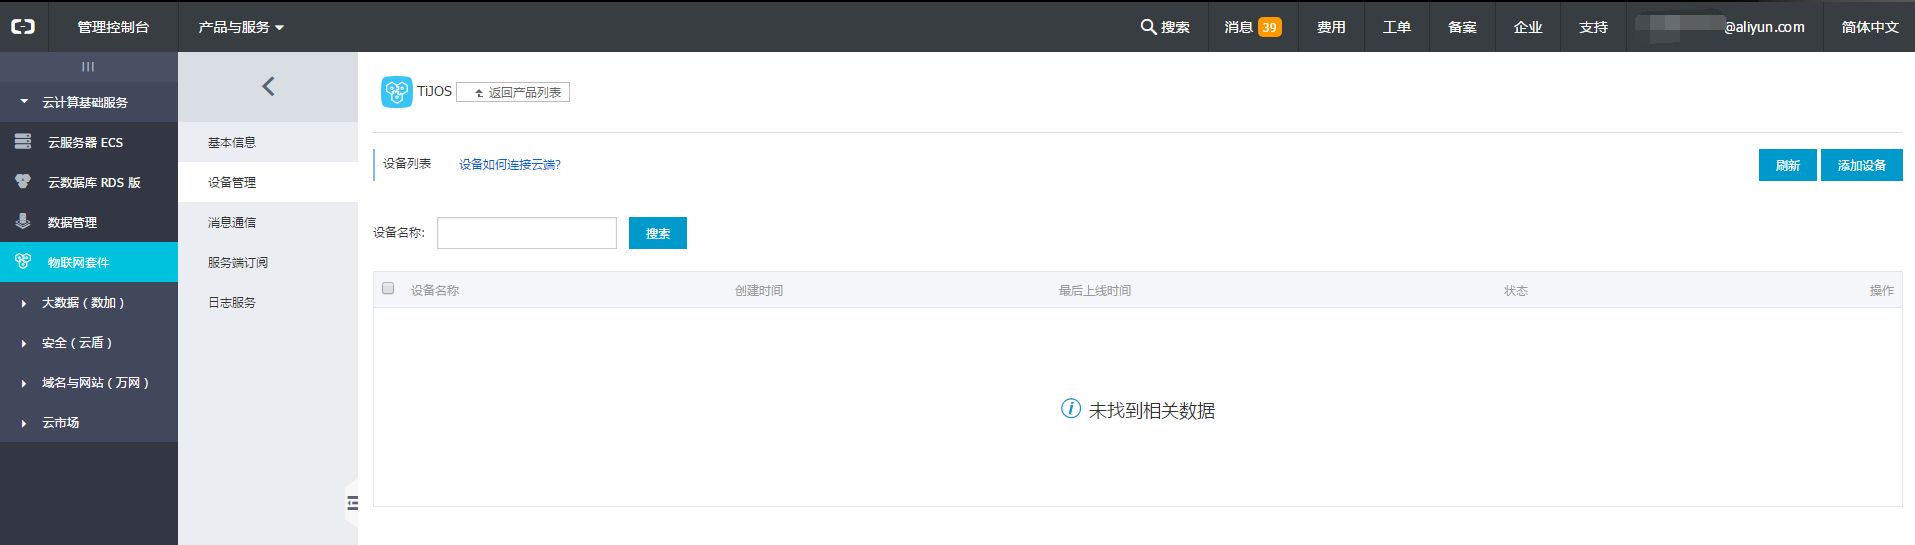 管理控制台 产品与服务 搜索 消息 39 费用 工单 备案 企业 支持 @aliyun.com 简体中文
云计算基础服务
云服务器 ECS
云数据库 RDS 版
数据管理
物联网套件
大数据（数加）
安全（云盾）
域名与网站（万网）
云市场
基本信息
设备管理
消息通信
服务端订阅
日志服务
TiJOS 返回产品列表
设备列表 设备如何连接云端? 刷新 添加设备
设备名称: 搜索
设备名称 创建时间 最后上线时间 状态 操作
未找到相关数据